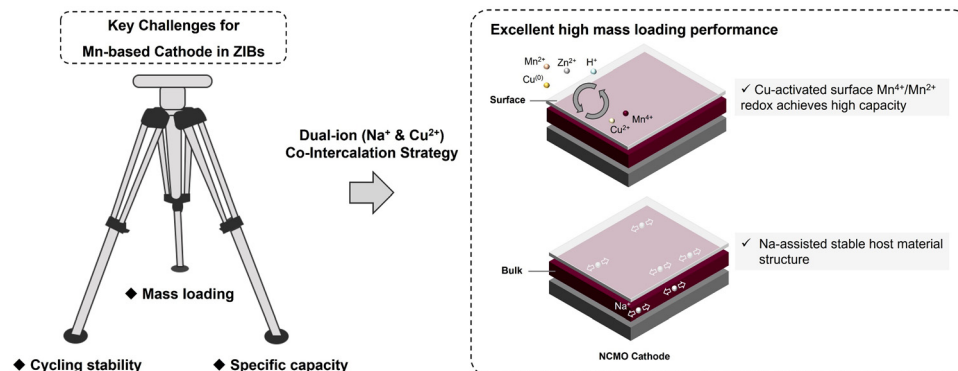 Key Challenges for
Mn-based Cathode in ZIBs
◆ Mass loading
◆ Cycling stability
◆ Specific capacity
Dual-ion (Na⁺ & Cu²⁺)
Co-Intercalation Strategy
Excellent high mass loading performance
Mn²⁺
Zn²⁺
H⁺
Cu⁽⁰⁾
Surface
Mn⁴⁺
Cu²⁺
✓ Cu-activated surface Mn⁴⁺/Mn²⁺
redox achieves high capacity
Bulk
Na⁺
✓ Na-assisted stable host material
structure
NCMO Cathode